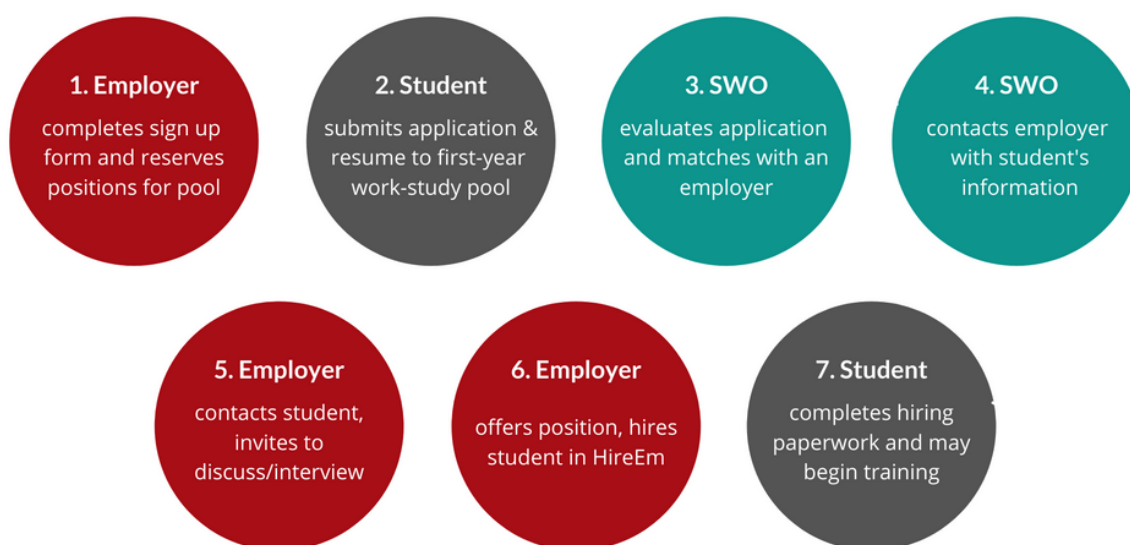 1. Employer
completes sign up
form and reserves
positions for pool
2. Student
submits application &
resume to first-year
work-study pool
3. SWO
evaluates application
and matches with an
employer
4. SWO
contacts employer
with student's
information
5. Employer
contacts student,
invites to
discuss/interview
6. Employer
offers position, hires
student in HireEm
7. Student
completes hiring
paperwork and may
begin training